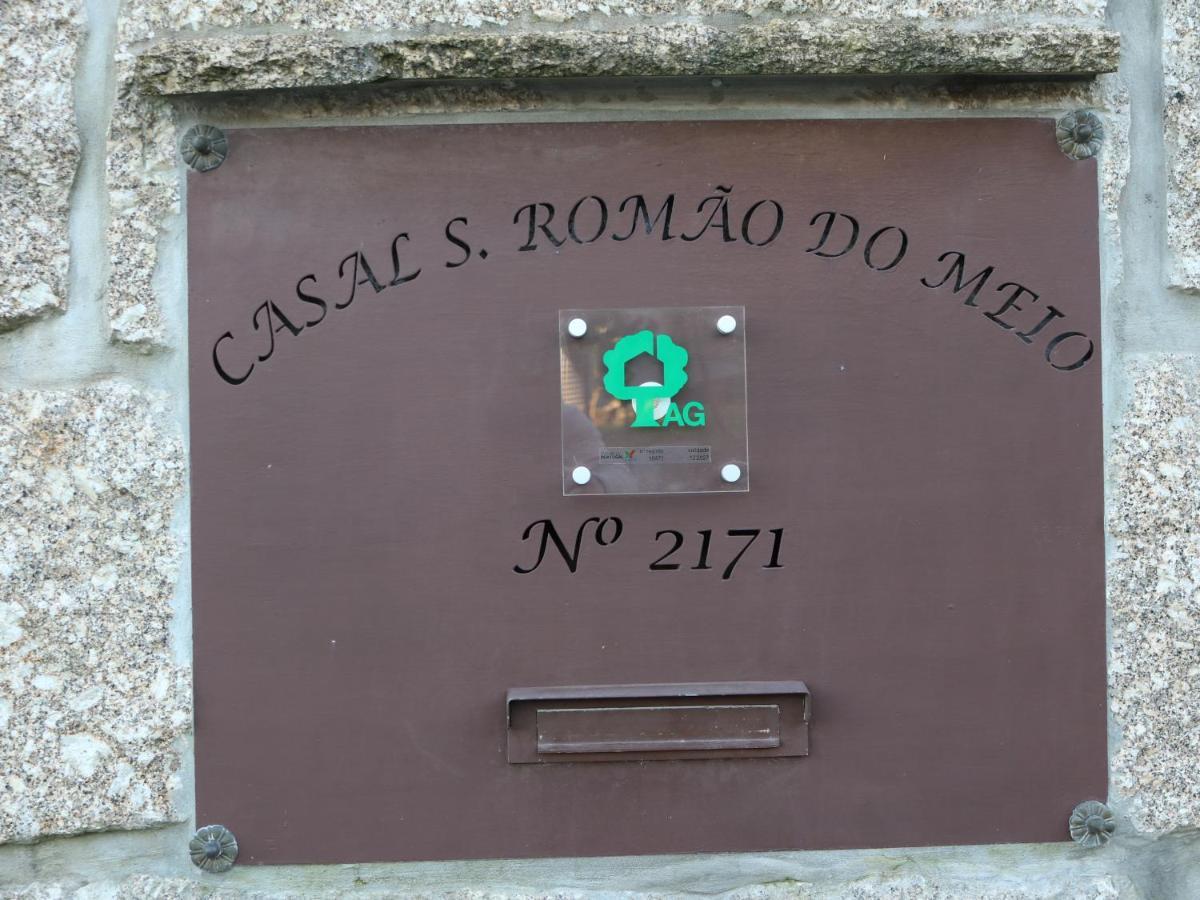 CASAL S. ROMÃO DO MEIO
AG
Nº 2171